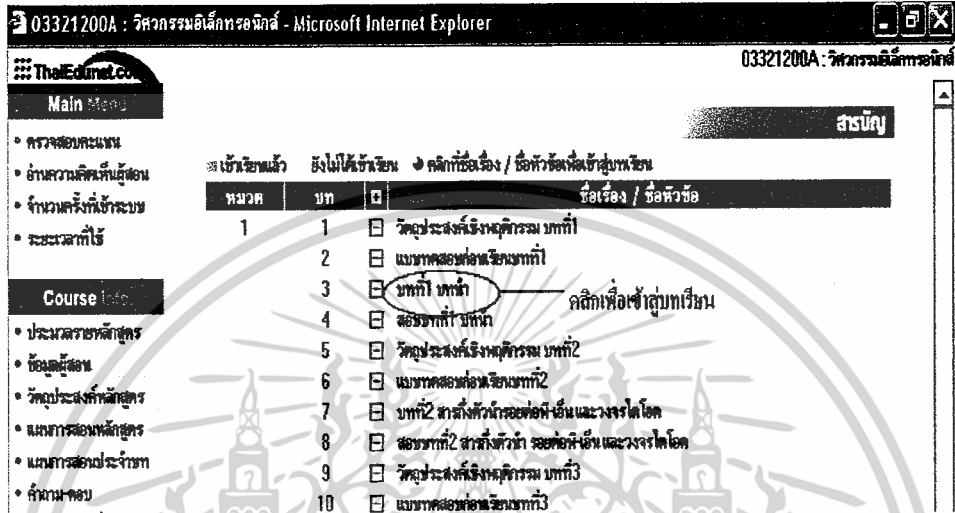 03321200A : วิศวกรรมอิเล็กทรอนิกส์ - Microsoft Internet Explorer
03321200A : วิศวกรรมอิเล็กทรอนิกส์
ThaiEdunet.co
Main Menu
• ตรวจสอบคะแนน
• อ่านความคิดเห็นผู้สอน
• จำนวนครั้งที่เข้าระบบ
• ระยะเวลาที่ใช้
Course Info.
• ประมวลรายหลักสูตร
• ข้อมูลผู้สอน
• วัตถุประสงค์หลักสูตร
• แผนการสอนหลักสูตร
• แผนการสอนประจำบท
• คำถาม-ตอบ
สารบัญ
เข้าเรียนแล้ว ยังไม่ได้เข้าเรียน คลิกที่ชื่อเรื่อง / ชื่อหัวข้อเพื่อเข้าสู่บทเรียน
หมวด บท ชื่อเรื่อง / ชื่อหัวข้อ
1 1 วัตถุประสงค์เชิงพฤติกรรม บทที่1
2 แบบทดสอบก่อนเรียนบทที่1
3 บทที่1 บทนำ คลิกเพื่อเข้าสู่บทเรียน
4 สอบบทที่1 บทนำ
5 วัตถุประสงค์เชิงพฤติกรรม บทที่2
6 แบบทดสอบก่อนเรียนบทที่2
7 บทที่2 สารกึ่งตัวนำรอยต่อพี-เอ็นและวงจรไดโอด
8 สอบบทที่2 สารกึ่งตัวนำ รอยต่อพี-เอ็นและวงจรไดโอด
9 วัตถุประสงค์เชิงพฤติกรรม บทที่3
10 แบบทดสอบก่อนเรียนบทที่3